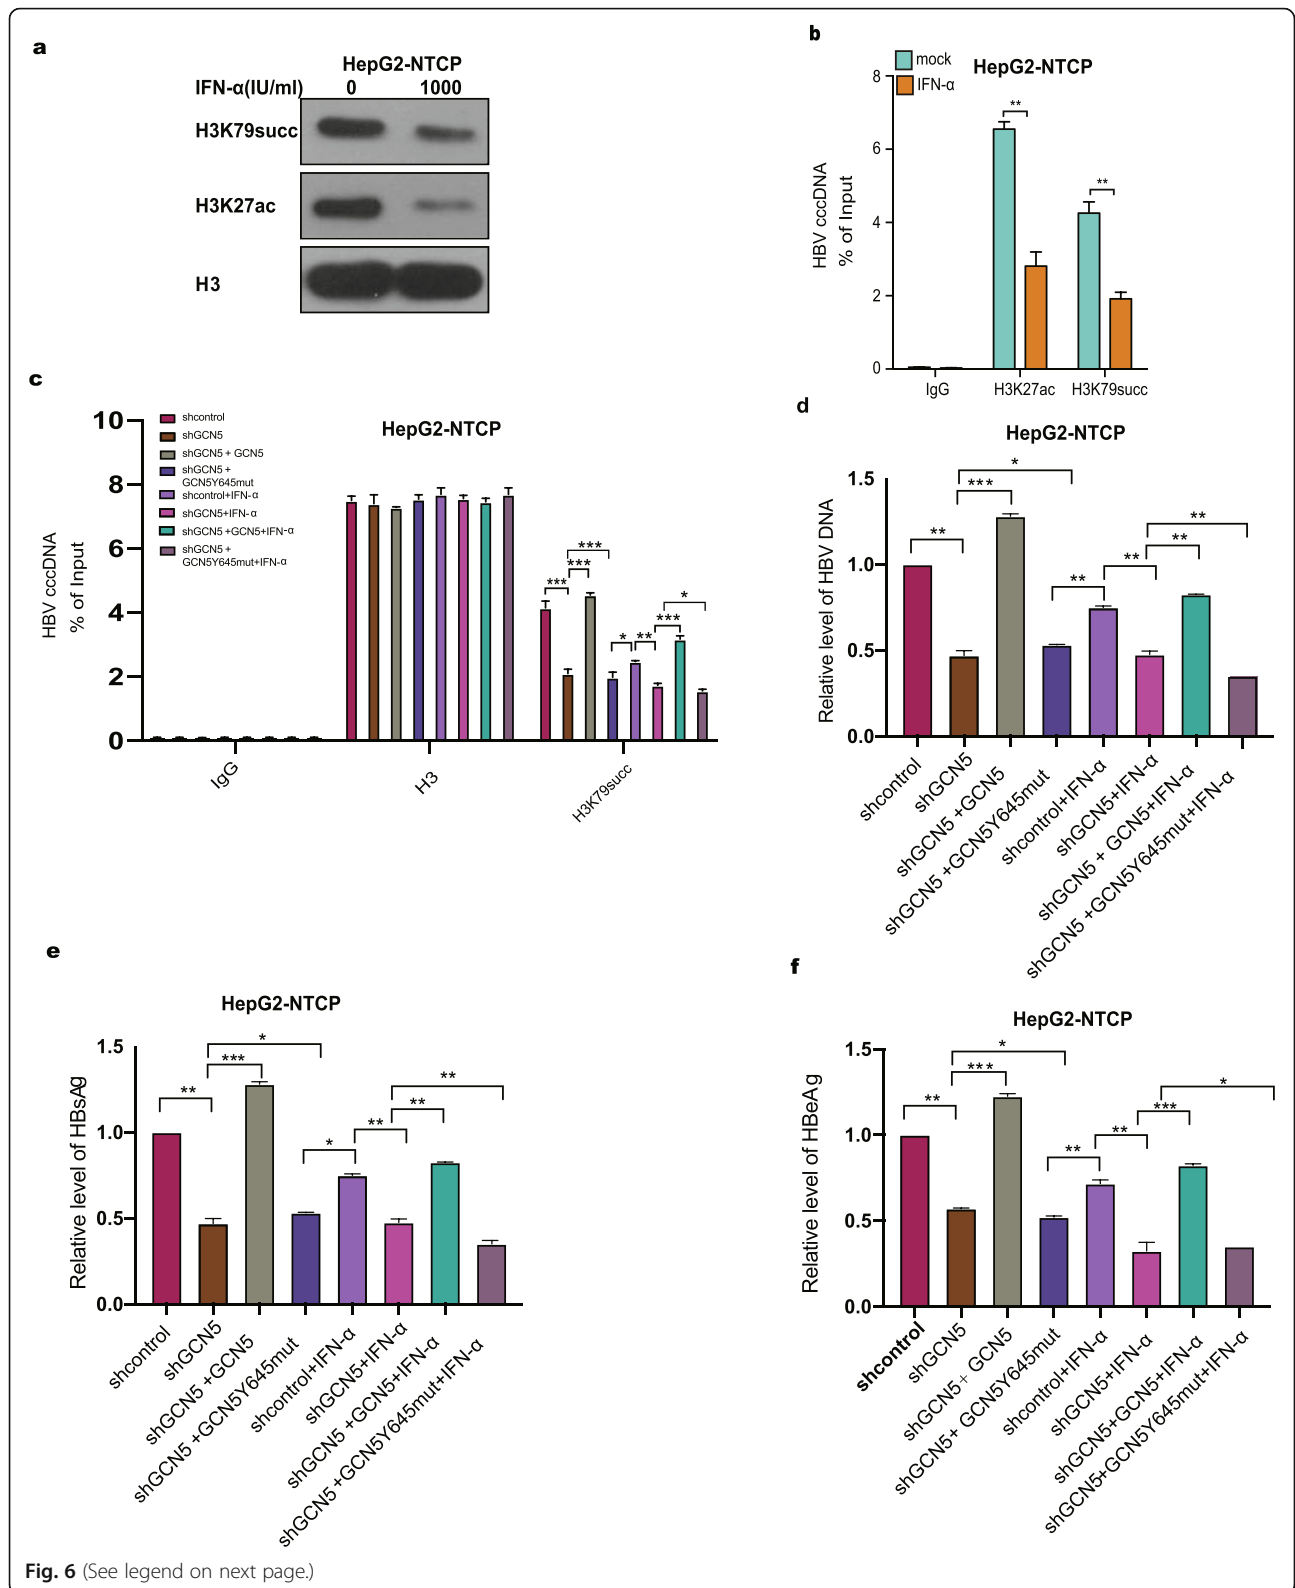 a
HepG2-NTCP
IFN-α(IU/ml) 0 1000
H3K79succ
H3K27ac
H3
b
mock
IFN-α
HepG2-NTCP
HBV cccDNA
% of Input
8
6
4
2
0
**
**
IgG H3K27ac H3K79succ
c
HepG2-NTCP
HBV cccDNA
% of Input
10
8
6
4
2
0
shcontrol
shGCN5
shGCN5 + GCN5
shGCN5 +
GCN5Y645mut
shcontrol+IFN-α
shGCN5+IFN-α
shGCN5 +GCN5+IFN-α
shGCN5 +
GCN5Y645mut+IFN-α
***
***
***
*
**
***
*
IgG
H3
H3K79succ
d
HepG2-NTCP
Relative level of HBV DNA
1.5
1.0
0.5
0.0
**
***
*
**
**
**
**
shcontrol
shGCN5
shGCN5 +GCN5
shGCN5 +GCN5Y645mut
shcontrol+IFN-α
shGCN5+IFN-α
shGCN5 + GCN5+IFN-α
shGCN5 +GCN5Y645mut+IFN-α
e
HepG2-NTCP
Relative level of HBsAg
1.5
1.0
0.5
0.0
**
***
*
*
**
**
**
shcontrol
shGCN5
shGCN5 +GCN5
shGCN5 +GCN5Y645mut
shcontrol+IFN-α
shGCN5+IFN-α
shGCN5 +GCN5+IFN-α
shGCN5 +GCN5Y645mut+IFN-α
f
HepG2-NTCP
Relative level of HBeAg
1.5
1.0
0.5
0.0
**
***
*
**
**
***
*
shcontrol
shGCN5
shGCN5+ GCN5
shGCN5+ GCN5Y645mut
shcontrol+IFN-α
shGCN5+IFN-α
shGCN5+GCN5+IFN-α
shGCN5+GCN5Y645mut+IFN-α
Fig. 6 (See legend on next page.)